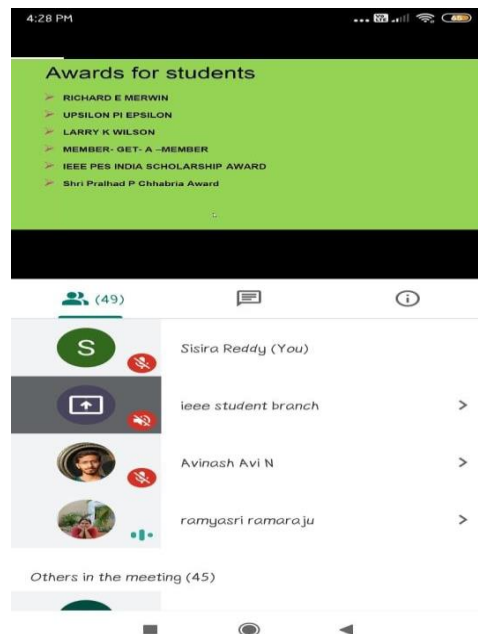 4:28 PM
Awards for students
RICHARD E MERWIN
UPSILON PI EPSILON
LARRY K WILSON
MEMBER- GET- A –MEMBER
IEEE PES INDIA SCHOLARSHIP AWARD
Shri Pralhad P Chhabria Award
(49)
S
Sisira Reddy (You)
ieee student branch
Avinash Avi N
ramyasri ramaraju
Others in the meeting (45)